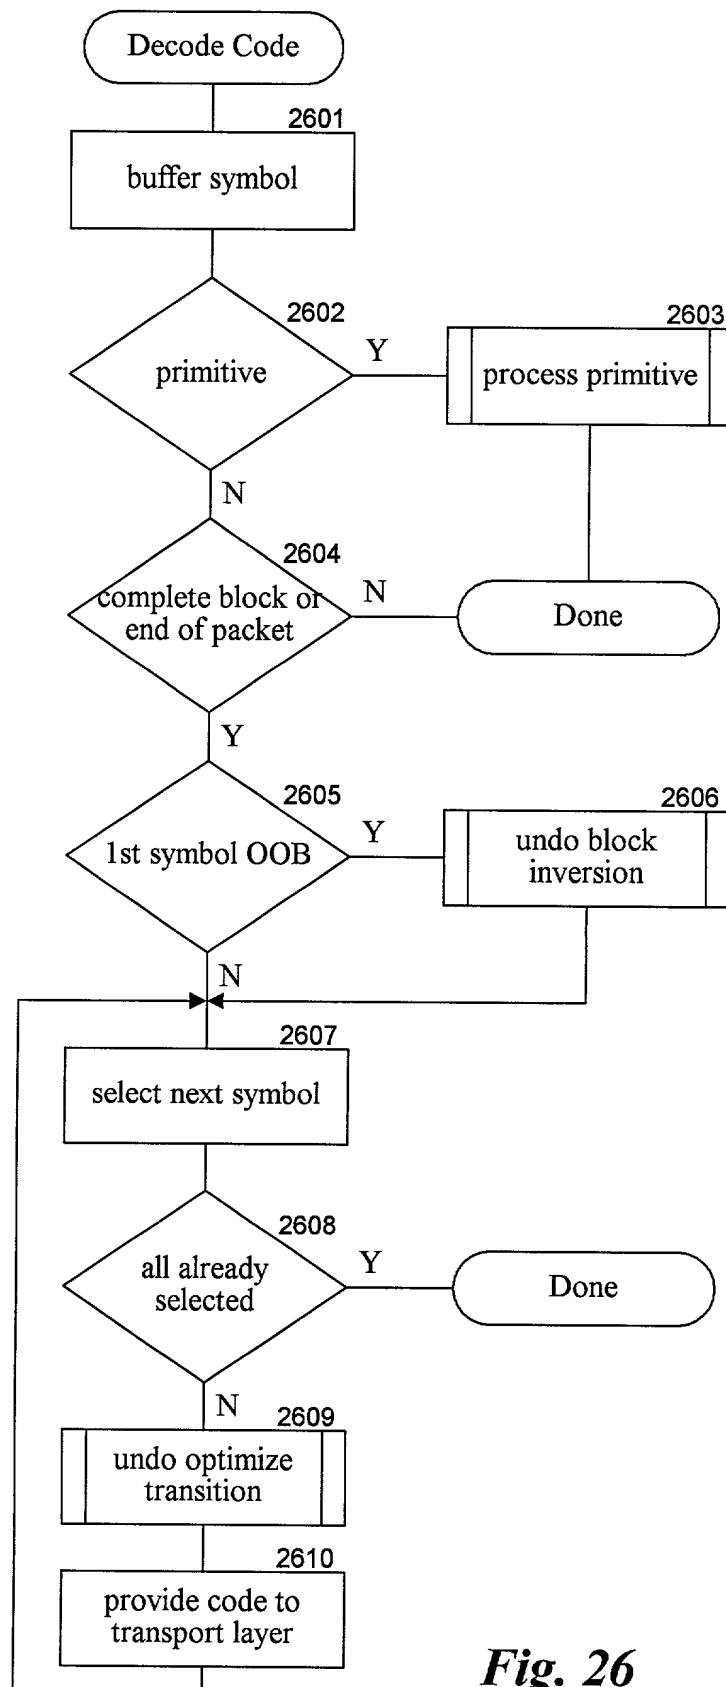 Decode Code
2601
buffer symbol
2602
primitive
Y
2603
process primitive
N
2604
complete block or
end of packet
N
Done
Y
2605
1st symbol OOB
Y
2606
undo block
inversion
N
2607
select next symbol
2608
all already
selected
Y
Done
N
2609
undo optimize
transition
2610
provide code to
transport layer
Fig. 26